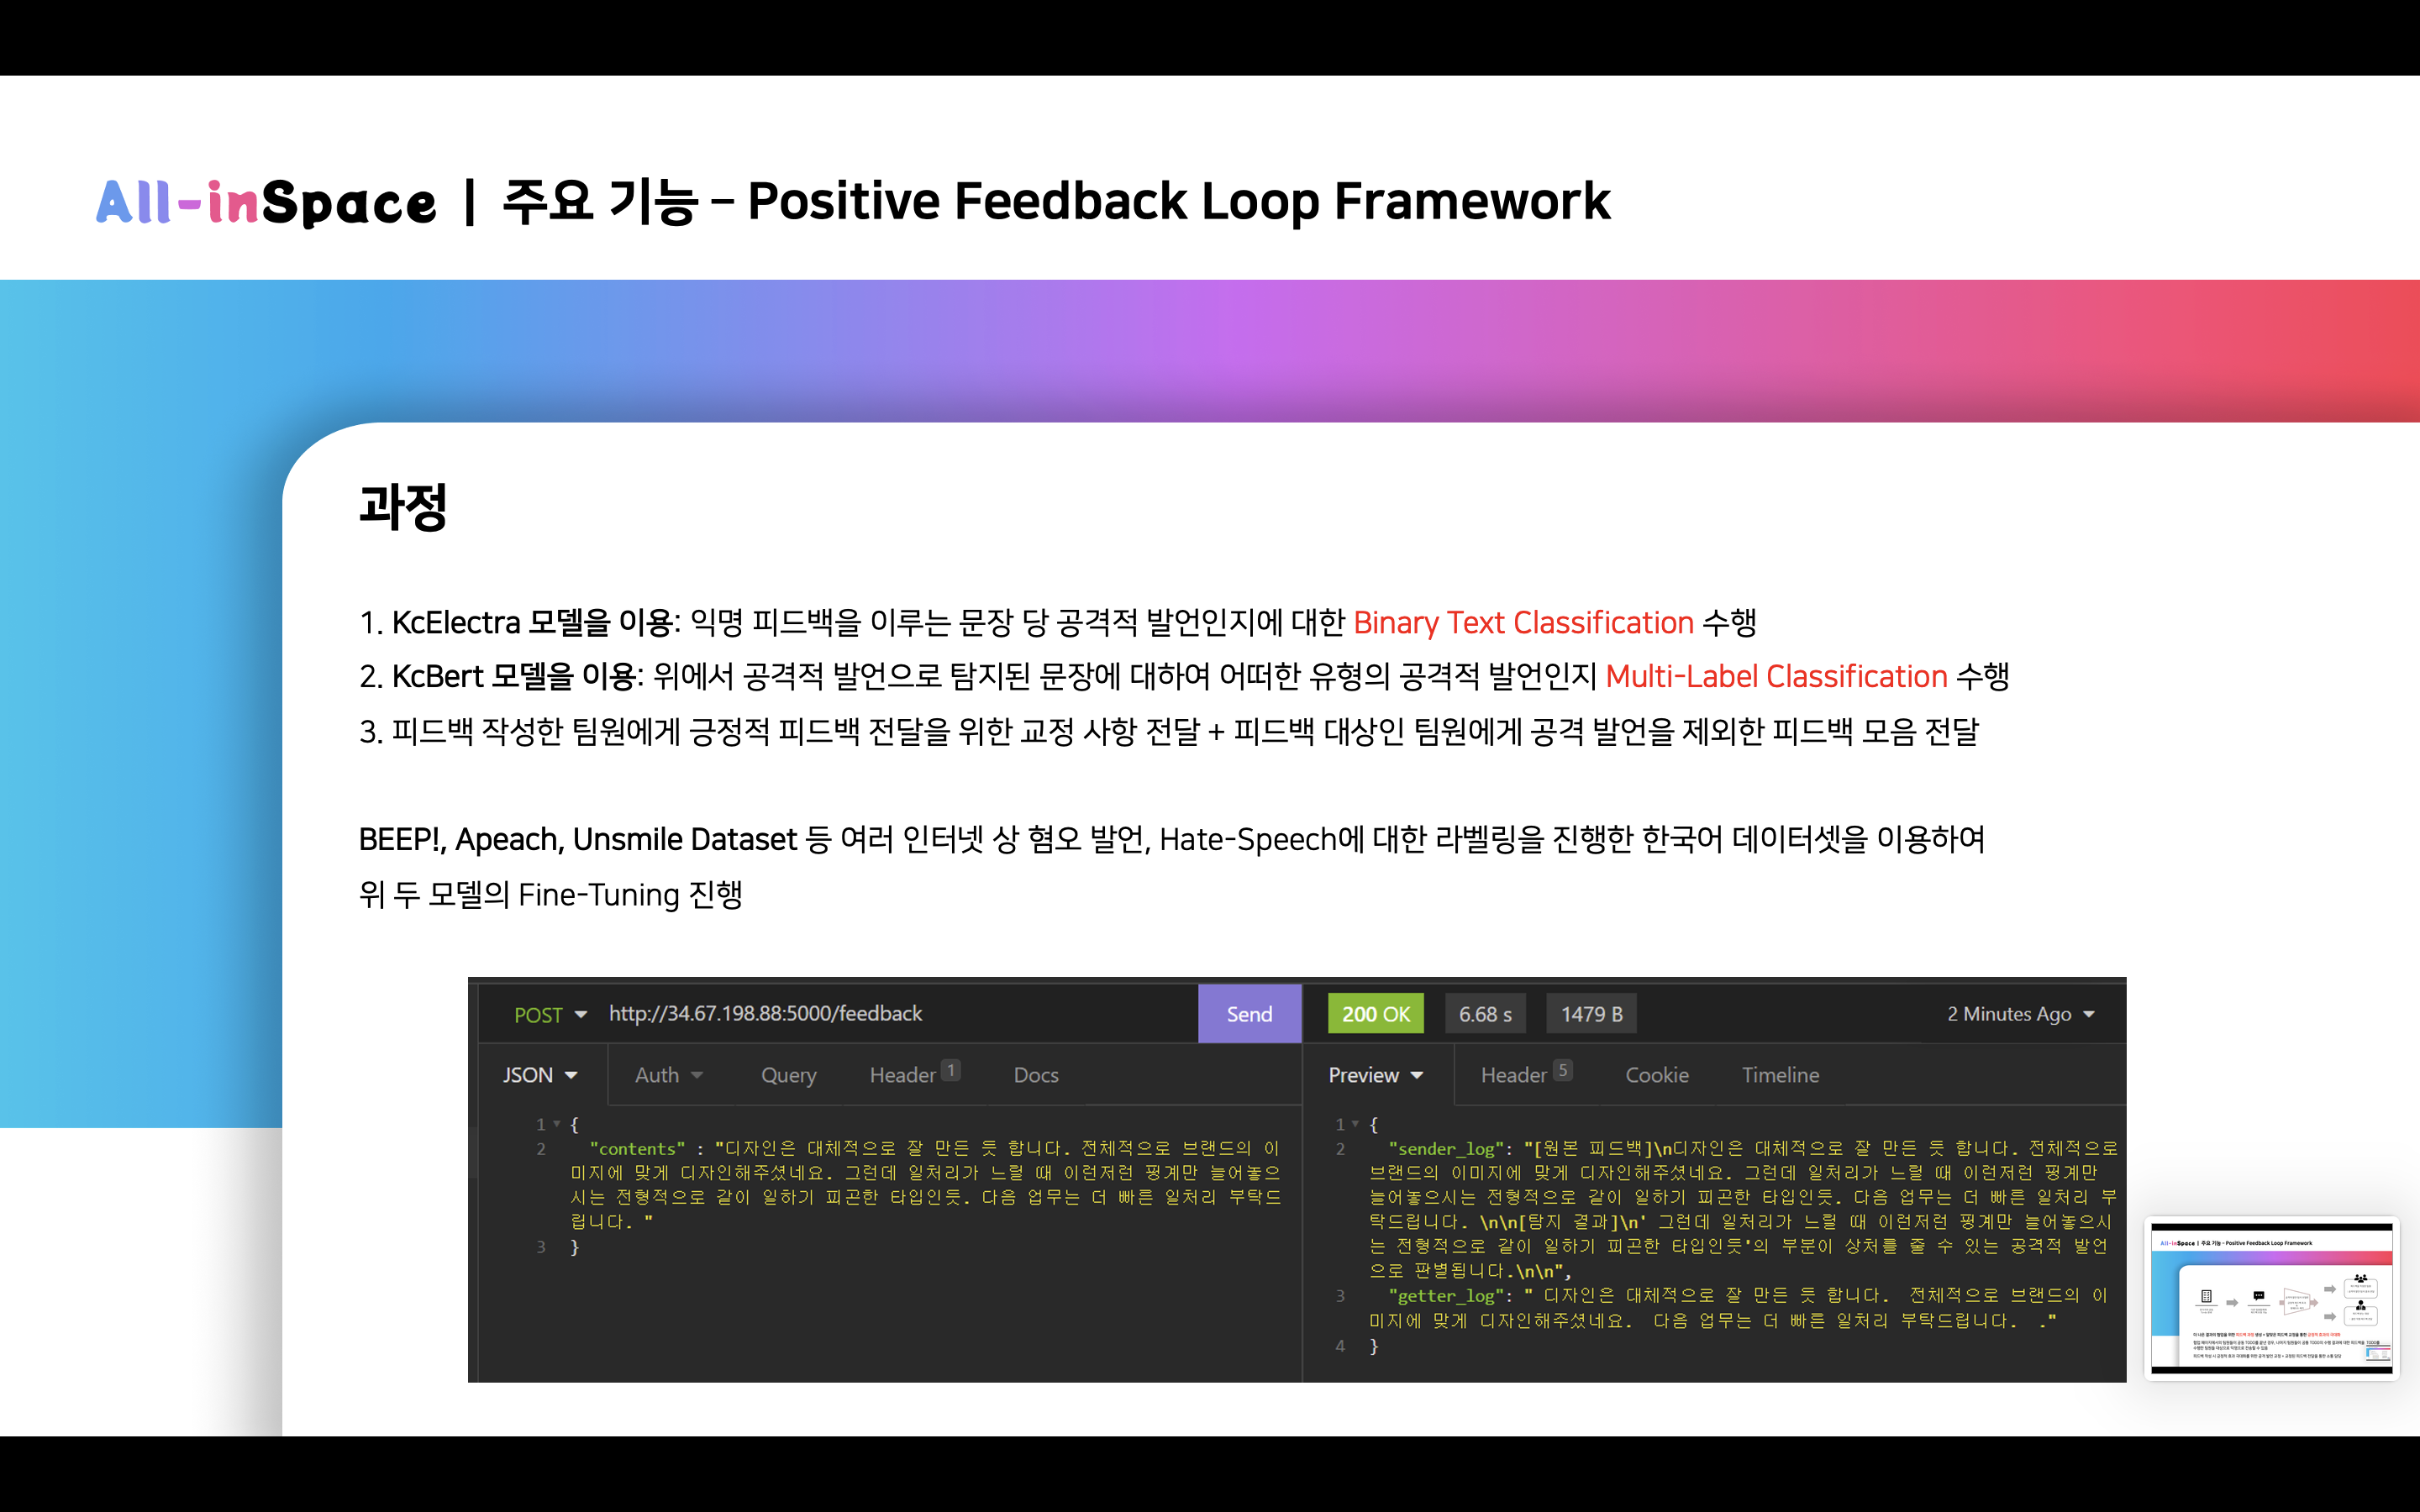 All-inSpace | 주요 기능 – Positive Feedback Loop Framework
과정
1. KcElectra 모델을 이용: 익명 피드백을 이루는 문장 당 공격적 발언인지에 대한 Binary Text Classification 수행
2. KcBert 모델을 이용: 위에서 공격적 발언으로 탐지된 문장에 대하여 어떠한 유형의 공격적 발언인지 Multi-Label Classification 수행
3. 피드백 작성한 팀원에게 긍정적 피드백 전달을 위한 교정 사항 전달 + 피드백 대상인 팀원에게 공격 발언을 제외한 피드백 모음 전달
BEEP!, Apeach, Unsmile Dataset 등 여러 인터넷 상 혐오 발언, Hate-Speech에 대한 라벨링을 진행한 한국어 데이터셋을 이용하여
위 두 모델의 Fine-Tuning 진행
POST http://34.67.198.88:5000/feedback Send
JSON Auth Query Header 1 Docs
1 {
2 "contents" : "디자인은 대체적으로 잘 만든 듯 합니다. 전체적으로 브랜드의 이
미지에 맞게 디자인해주셨네요. 그런데 일처리가 느릴 때 이런저런 핑계만 늘어놓으
시는 전형적으로 같이 일하기 피곤한 타입인듯. 다음 업무는 더 빠른 일처리 부탁드
립니다. "
3 }
200 OK 6.68 s 1479 B 2 Minutes Ago
Preview Header 5 Cookie Timeline
1 {
2 "sender_log": "[원본 피드백]\n디자인은 대체적으로 잘 만든 듯 합니다. 전체적으로
브랜드의 이미지에 맞게 디자인해주셨네요. 그런데 일처리가 느릴 때 이런저런 핑계만
늘어놓으시는 전형적으로 같이 일하기 피곤한 타입인듯. 다음 업무는 더 빠른 일처리 부
탁드립니다. \n\n[탐지 결과]\n' 그런데 일처리가 느릴 때 이런저런 핑계만 늘어놓으시
는 전형적으로 같이 일하기 피곤한 타입인듯'의 부분이 상처를 줄 수 있는 공격적 발언
으로 판별됩니다.\n\n",
3 "getter_log": " 디자인은 대체적으로 잘 만든 듯 합니다.  전체적으로 브랜드의 이
미지에 맞게 디자인해주셨네요.  다음 업무는 더 빠른 일처리 부탁드립니다.  ."
4 }
All-inSpace | 주요 기능 – Positive Feedback Loop Framework